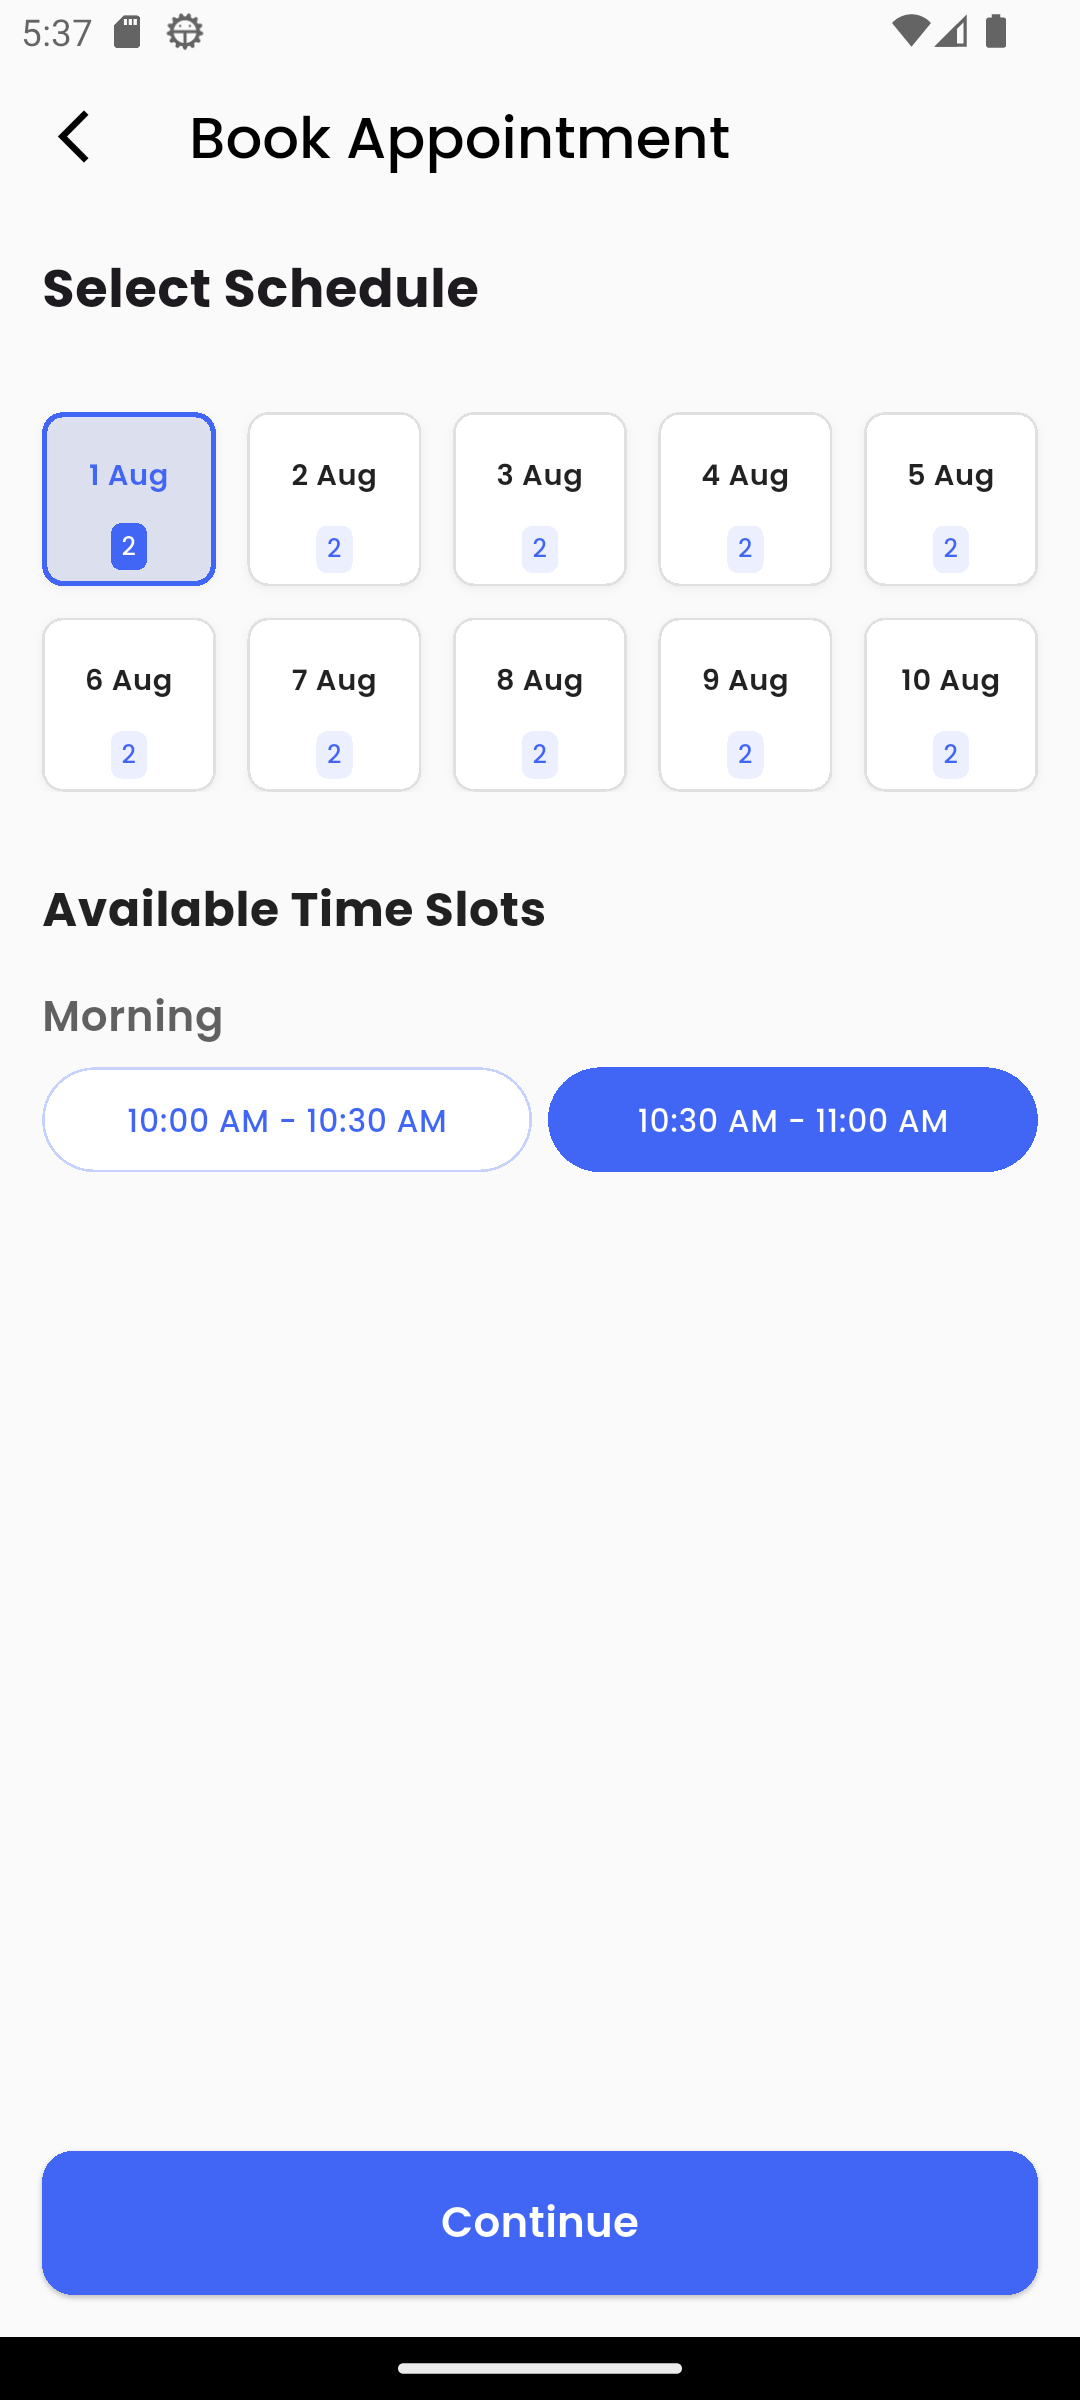 5:37
Book Appointment
Select Schedule
1 Aug 2 Aug 3 Aug 4 Aug 5 Aug
2 2 2 2 2
6 Aug 7 Aug 8 Aug 9 Aug 10 Aug
2 2 2 2 2
Available Time Slots
Morning
10:00 AM - 10:30 AM 10:30 AM - 11:00 AM
Continue